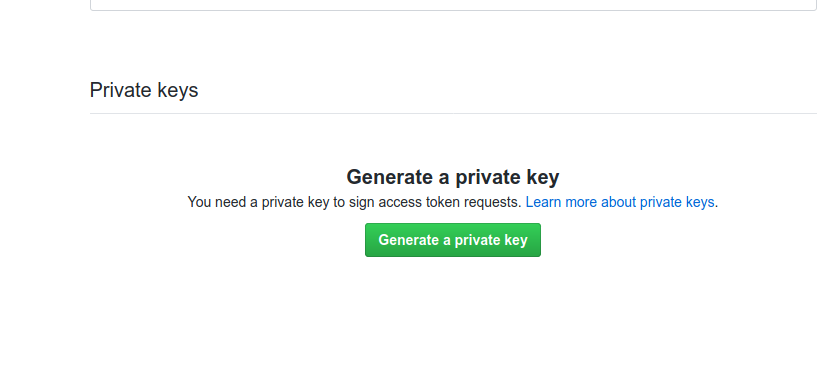 Private keys
Generate a private key
You need a private key to sign access token requests. Learn more about private keys.
Generate a private key